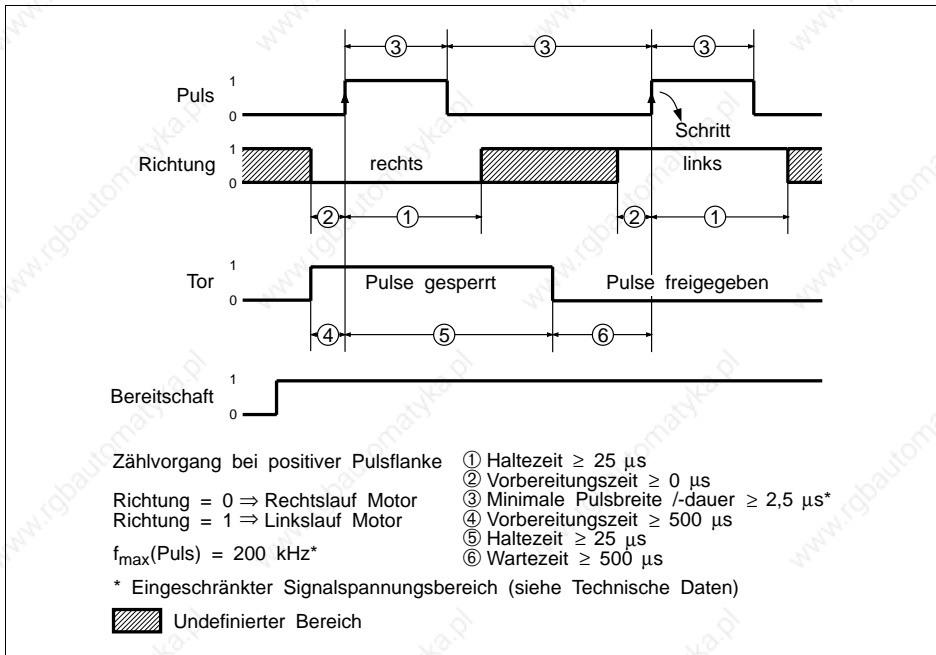 ③ ③ ③
Puls 1 0
Schritt
Richtung 1 0 rechts links
② ① ② ①
Tor 1 0 Pulse gesperrt Pulse freigegeben
④ ⑤ ⑥
Bereitschaft 1 0
Zählvorgang bei positiver Pulsflanke
Richtung = 0 ⇒ Rechtslauf Motor
Richtung = 1 ⇒ Linkslauf Motor
fmax(Puls) = 200 kHz*
① Haltezeit ≥ 25 μs
② Vorbereitungszeit ≥ 0 μs
③ Minimale Pulsbreite /-dauer ≥ 2,5 μs*
④ Vorbereitungszeit ≥ 500 μs
⑤ Haltezeit ≥ 25 μs
⑥ Wartezeit ≥ 500 μs
* Eingeschränkter Signalspannungsbereich (siehe Technische Daten)
Undefinierter Bereich
www.rgbautomatyka.pl